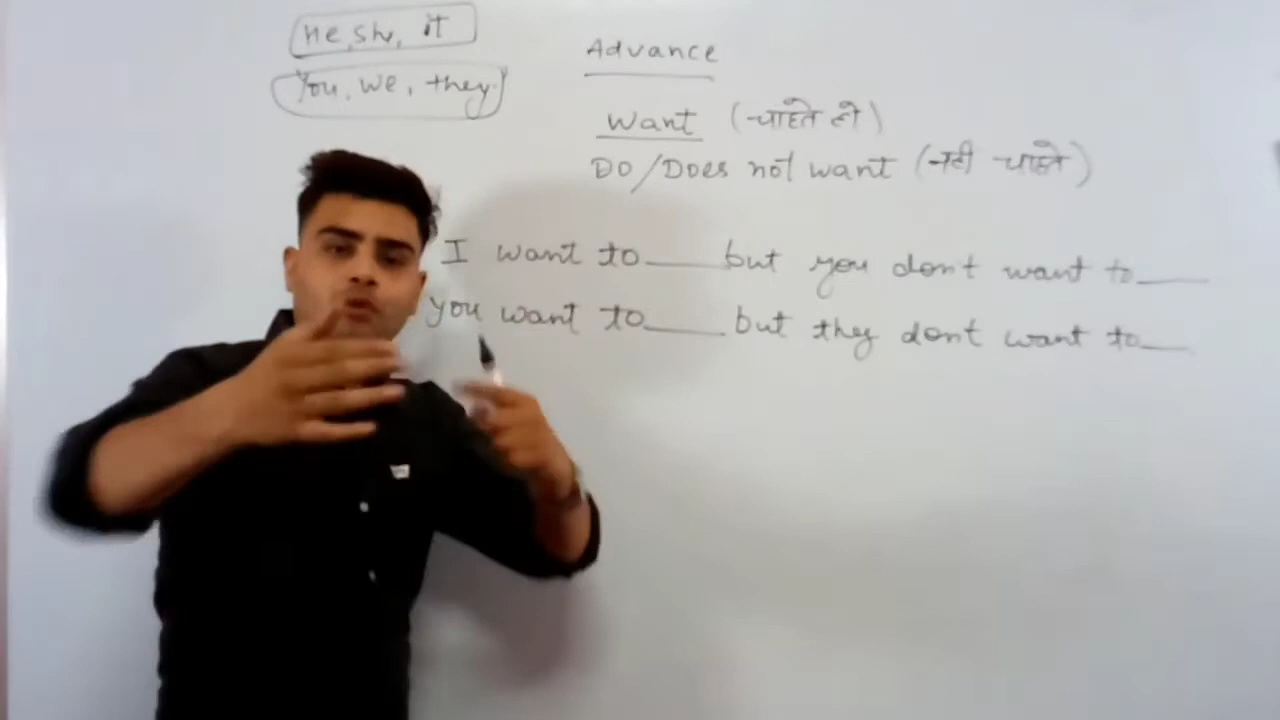 He, she, it
You, we, they.
Advance
Want (चाहते हो)
DO/Does not want (नही चाहते)
I want to ____ but you dont want to ____
you want to ____ but they dont want to ____